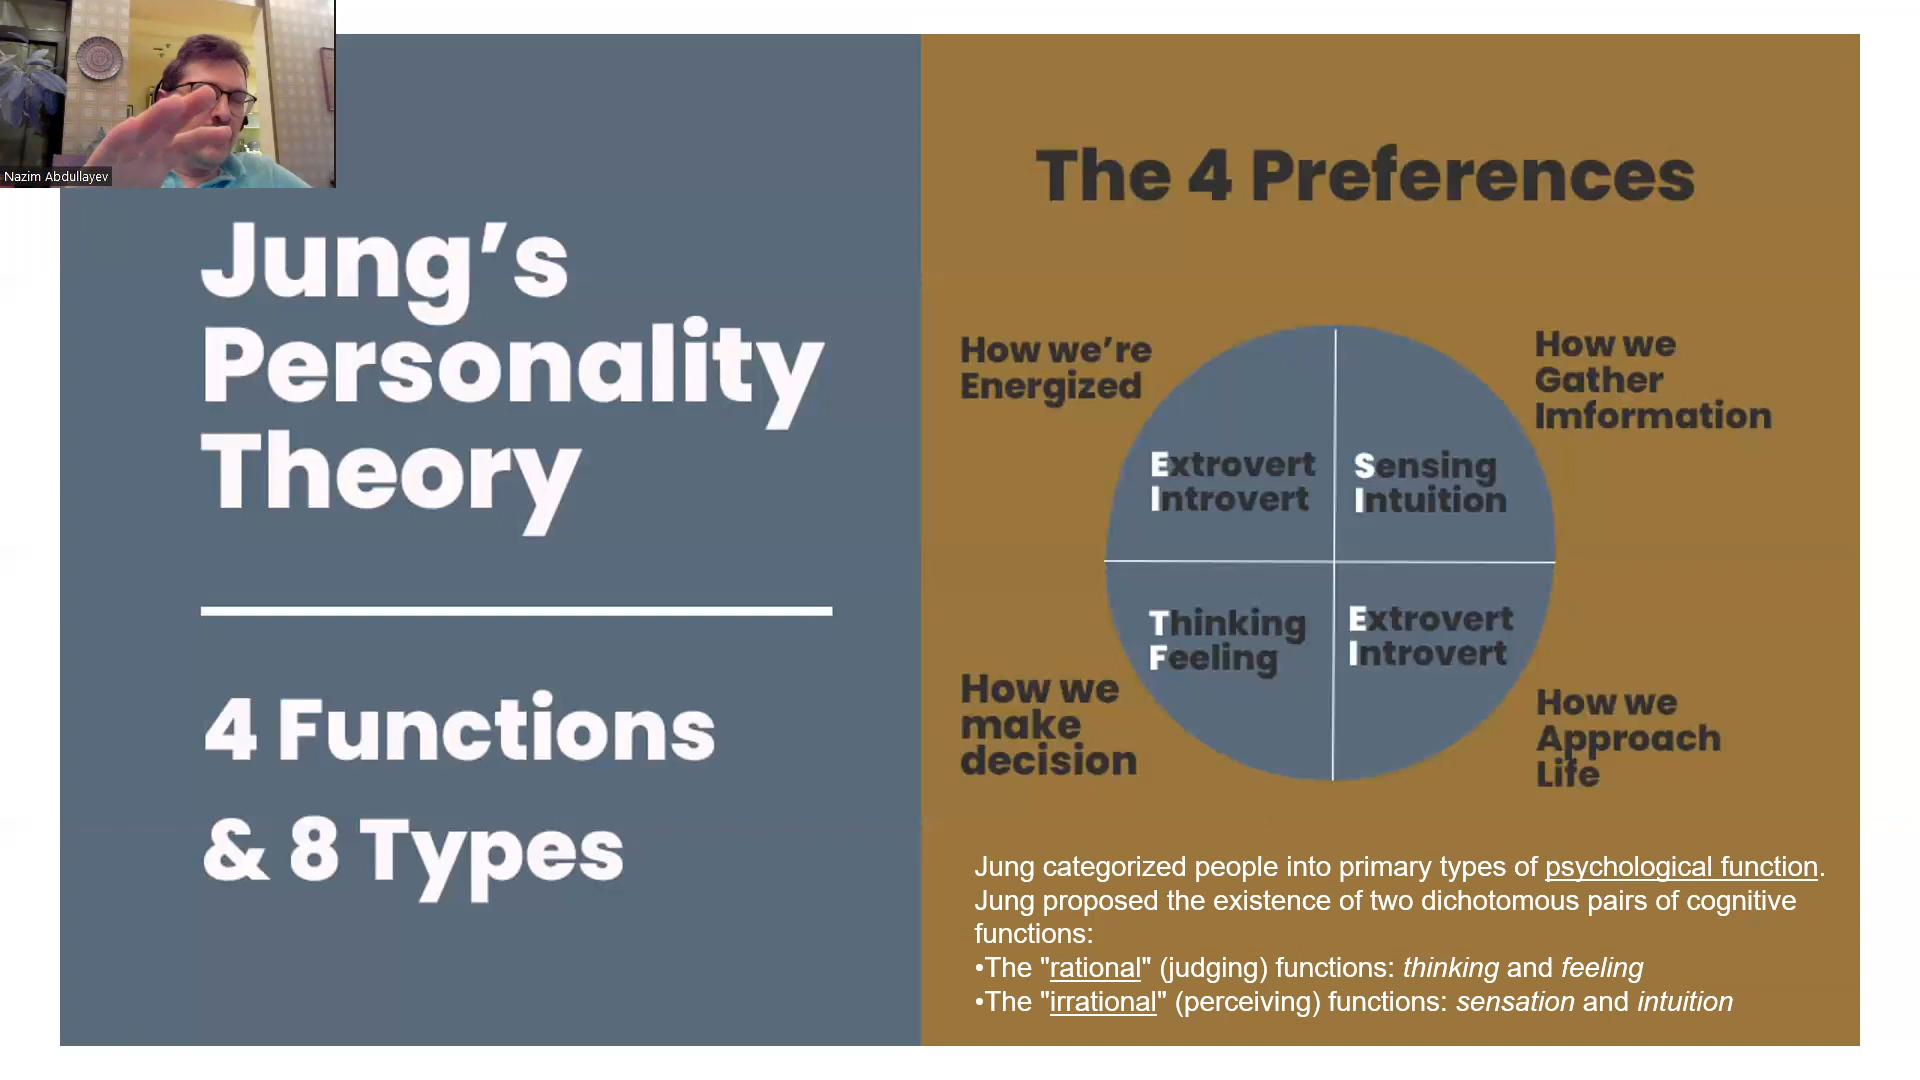 Nazim Abdullayev
Jung’s
Personality
Theory
4 Functions
& 8 Types
The 4 Preferences
How we’re
Energized
How we
Gather
Imformation
Extrovert
Introvert
Sensing
Intuition
Thinking
Feeling
Extrovert
Introvert
How we
make
decision
How we
Approach
Life
Jung categorized people into primary types of psychological function.
Jung proposed the existence of two dichotomous pairs of cognitive
functions:
•The "rational" (judging) functions: thinking and feeling
•The "irrational" (perceiving) functions: sensation and intuition